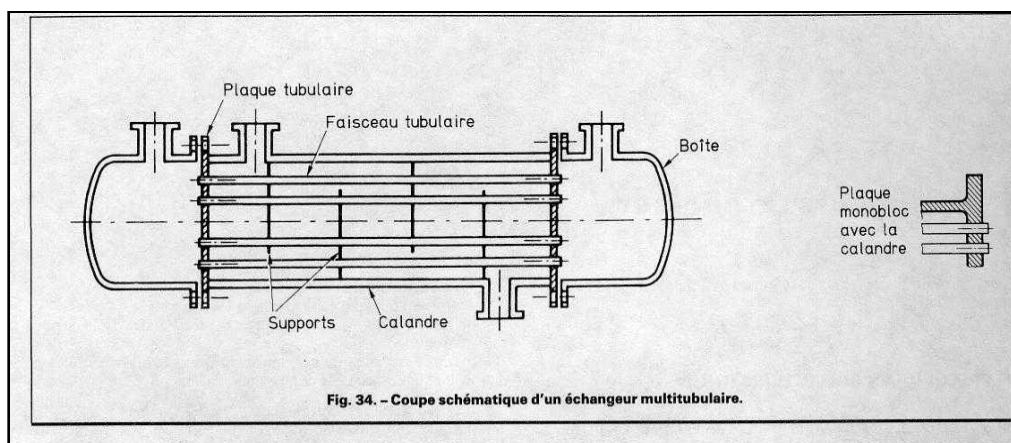 Plaque tubulaire
Faisceau tubulaire
Boîte
Plaque
monobloc
avec la
calandre
Supports
Calandre
Fig. 34. – Coupe schématique d'un échangeur multitubulaire.